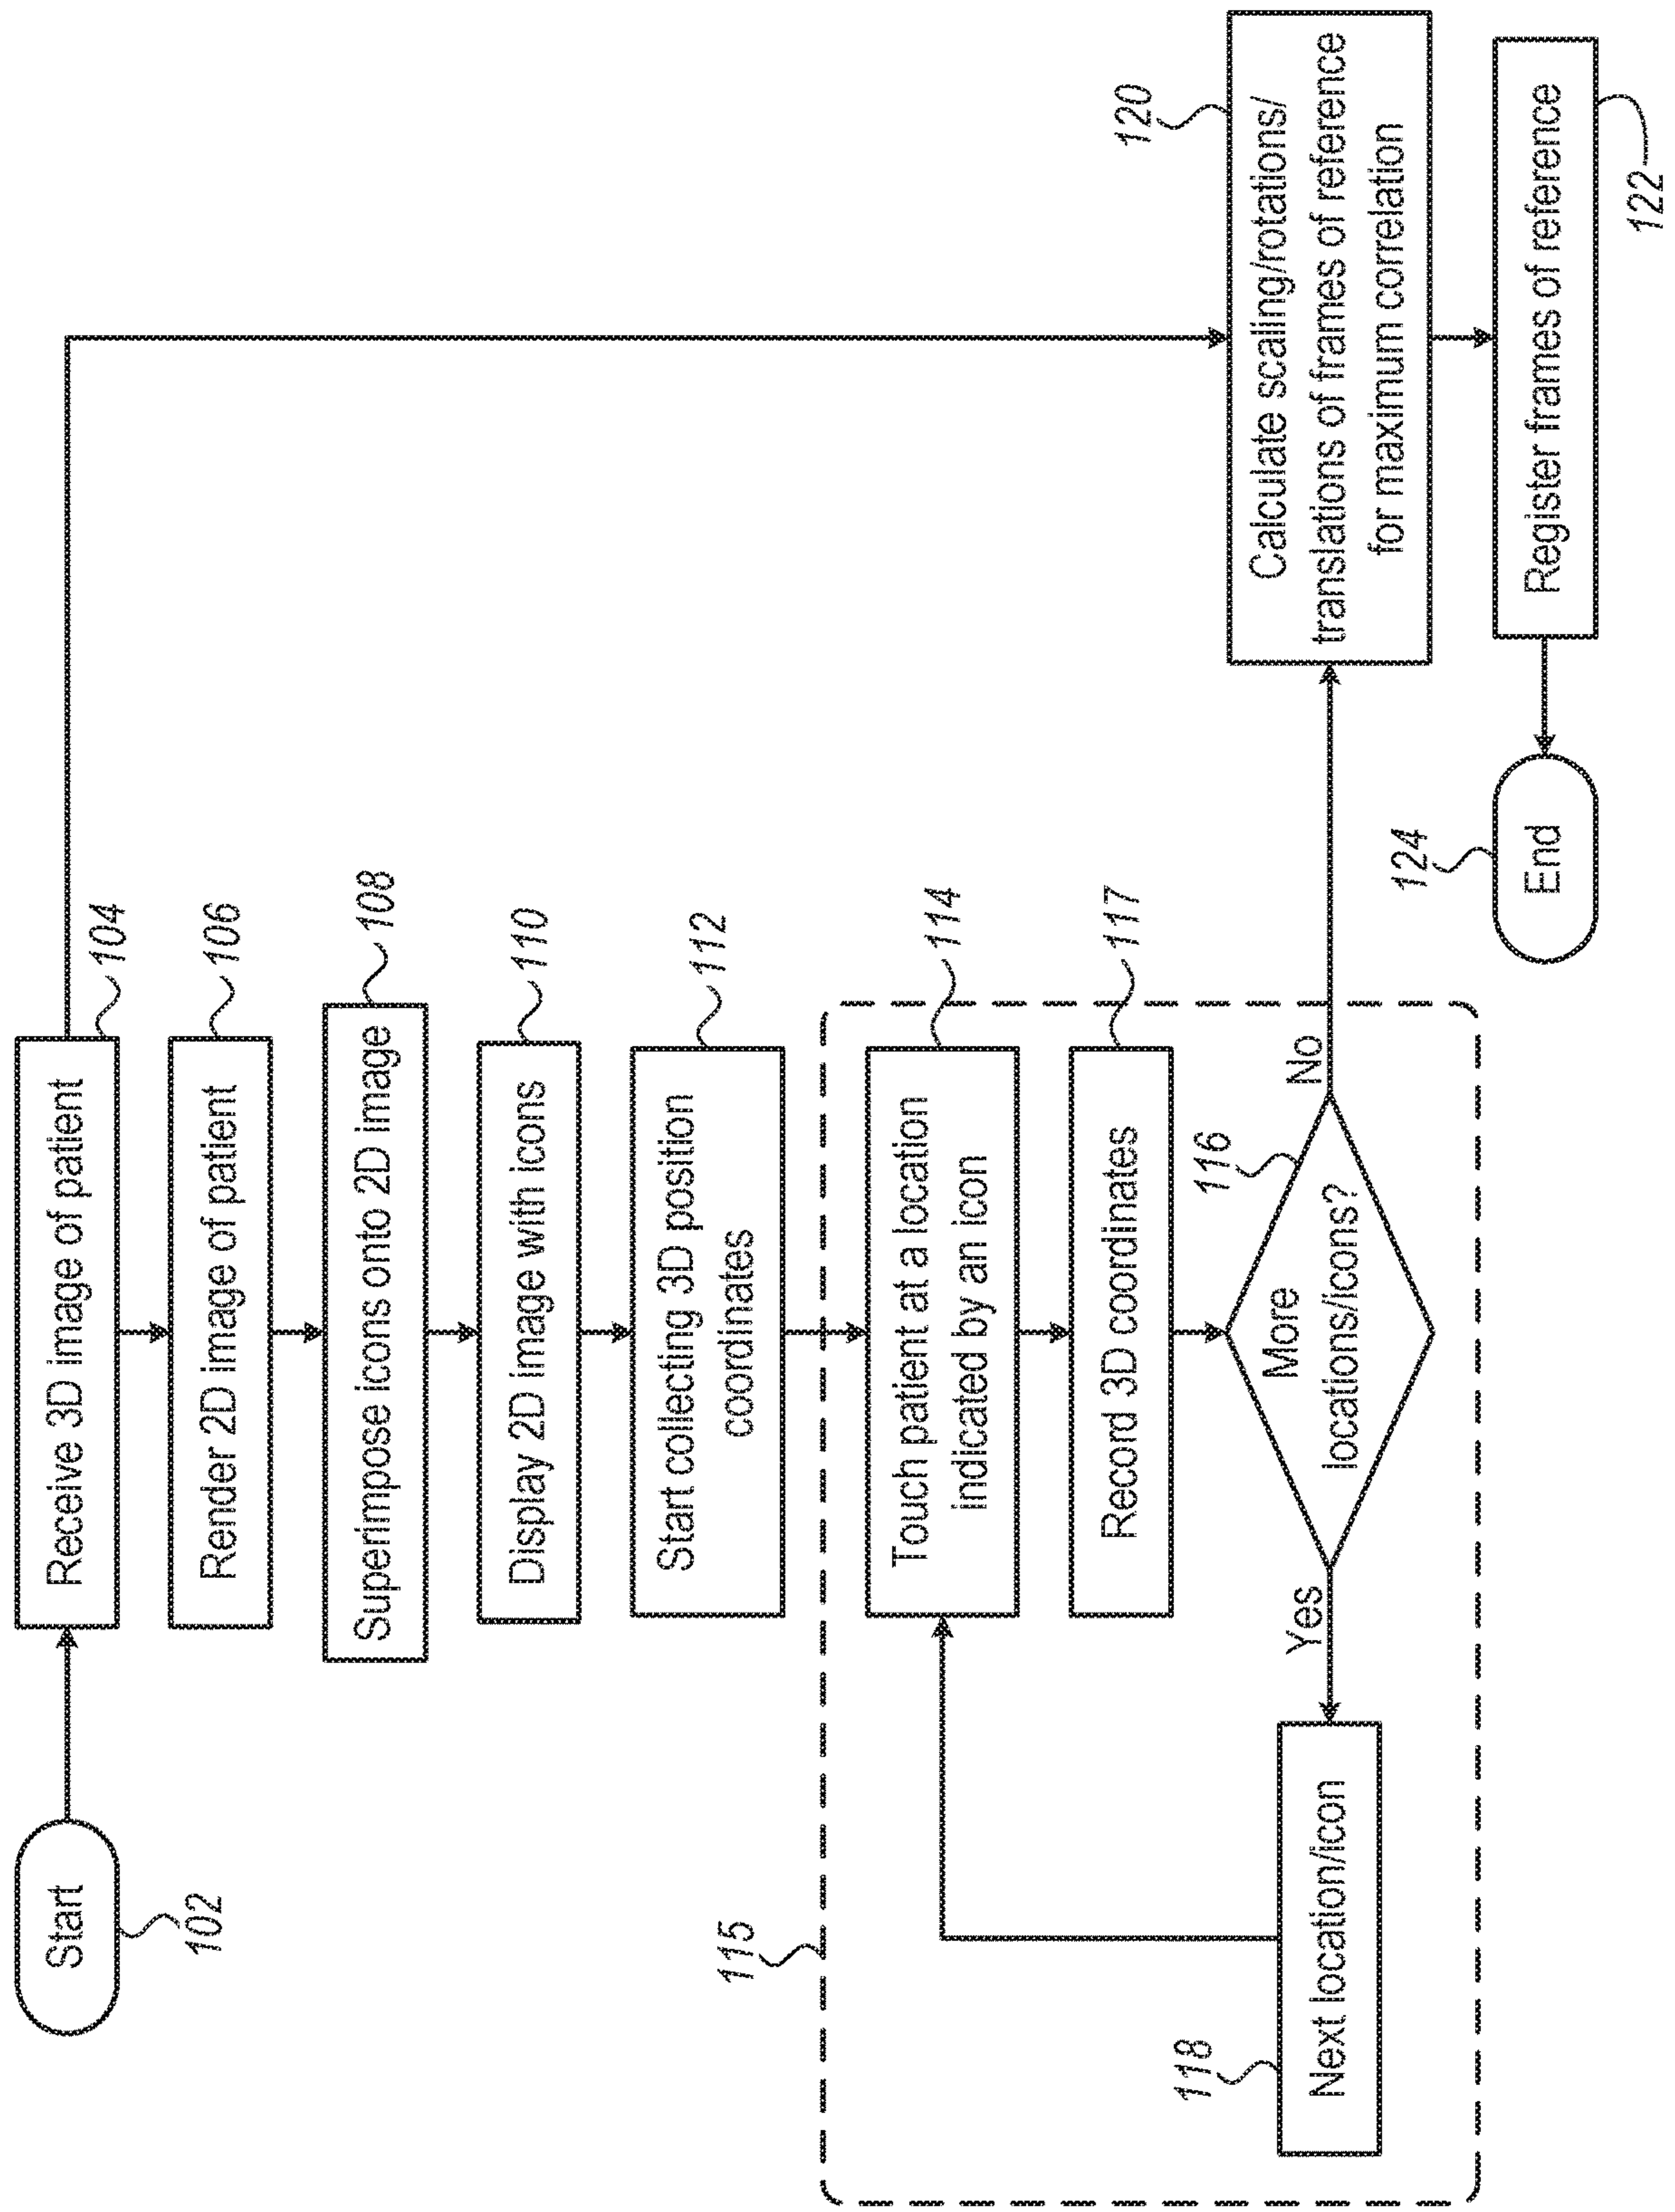 Start
102
Receive 3D image of patient
104
Render 2D image of patient
106
Superimpose icons onto 2D image
108
Display 2D image with icons
110
Start collecting 3D position
coordinates
112
115
Touch patient at a location
indicated by an icon
114
Record 3D coordinates
117
More
locations/icons?
116
Yes
No
Next location/icon
118
Calculate scaling/rotations/
translations of frames of reference
for maximum correlation
120
Register frames of reference
122
End
124